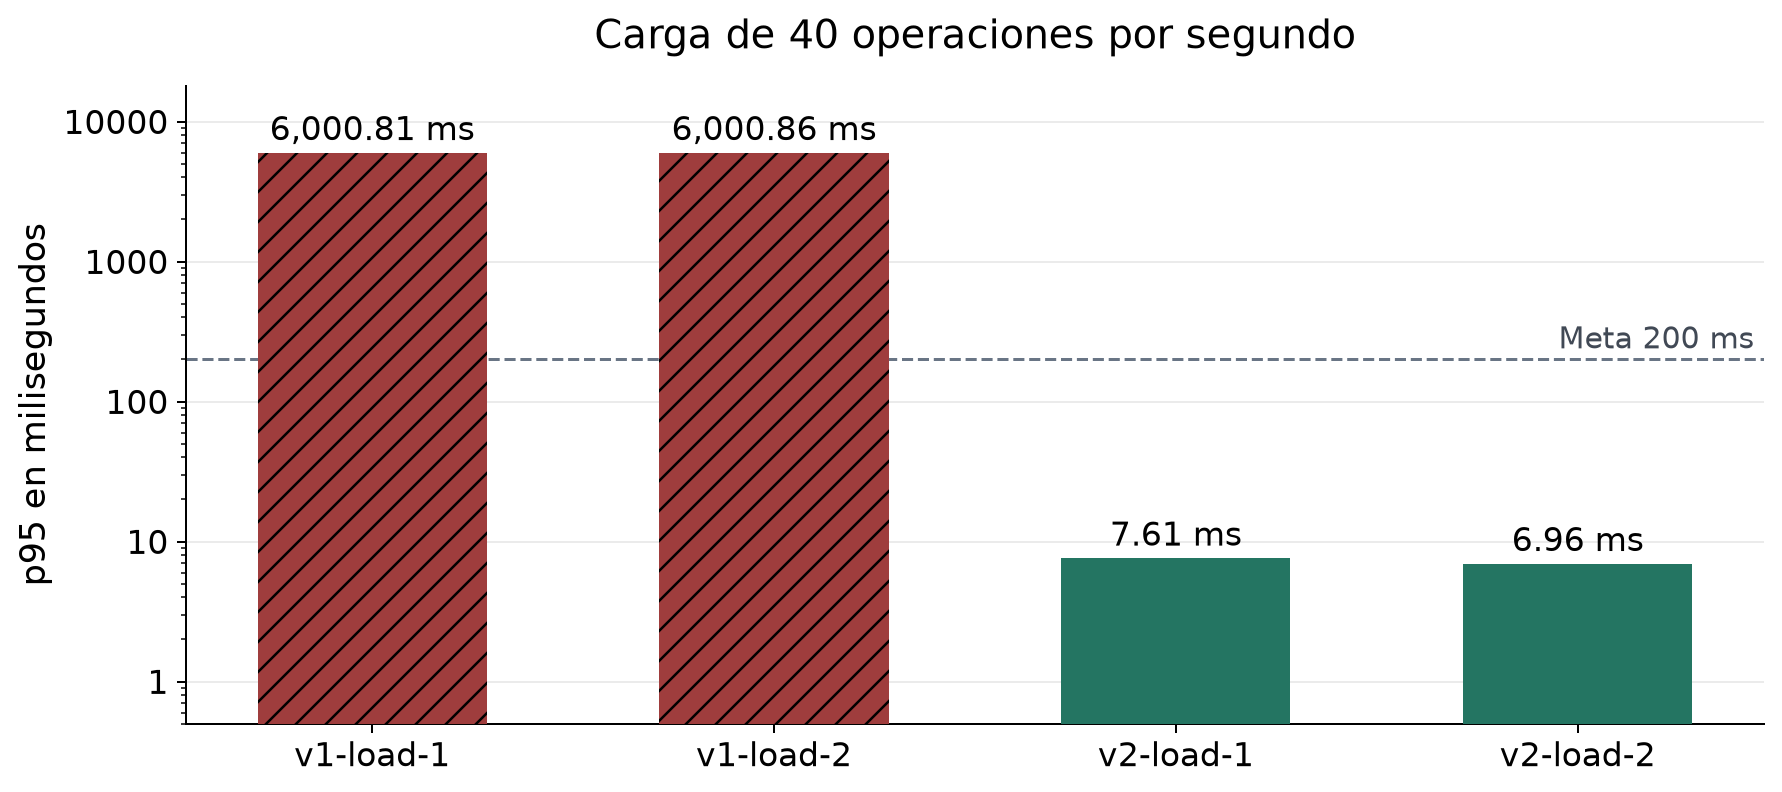 Carga de 40 operaciones por segundo
p95 en milisegundos
10000
1000
100
10
1
6,000.81 ms
6,000.86 ms
7.61 ms
6.96 ms
Meta 200 ms
v1-load-1
v1-load-2
v2-load-1
v2-load-2